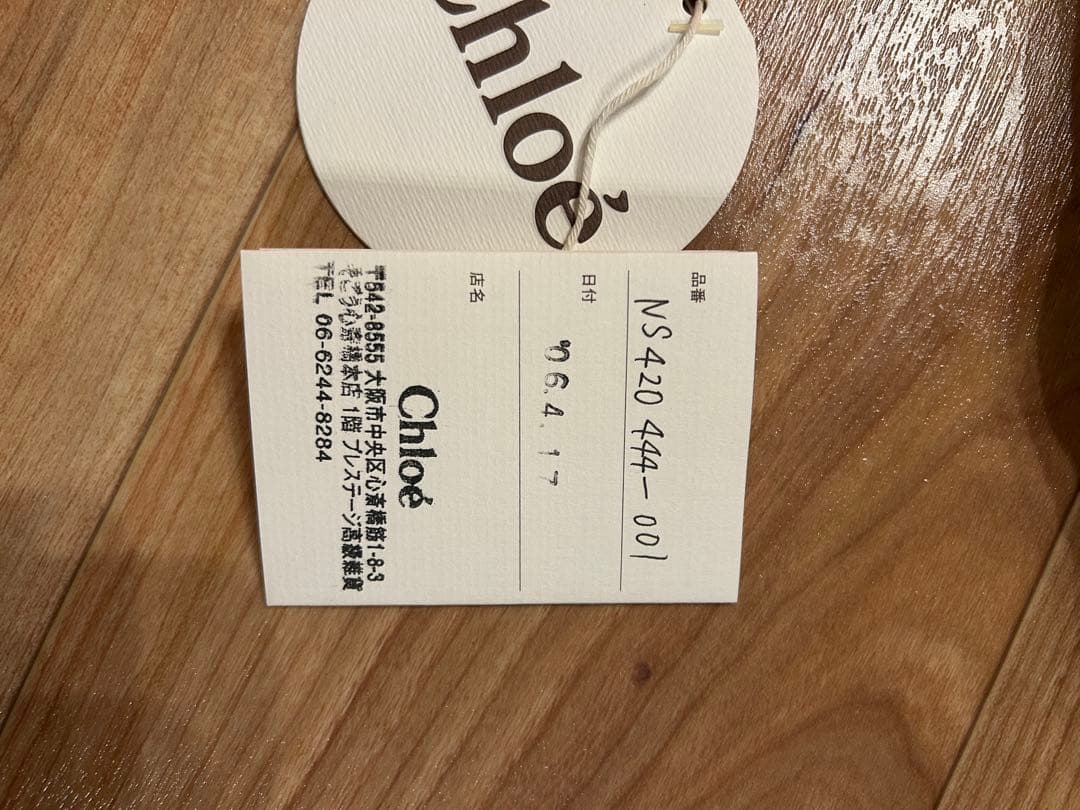 Chloé
品番
NS420 444-001
日付
'06.4.17
店名
Chloé
〒542-8555 大阪市中央区心斎橋筋1-8-3
そごう心斎橋本店 1階 プレステージ高級雑貨
TEL 06-6244-8284